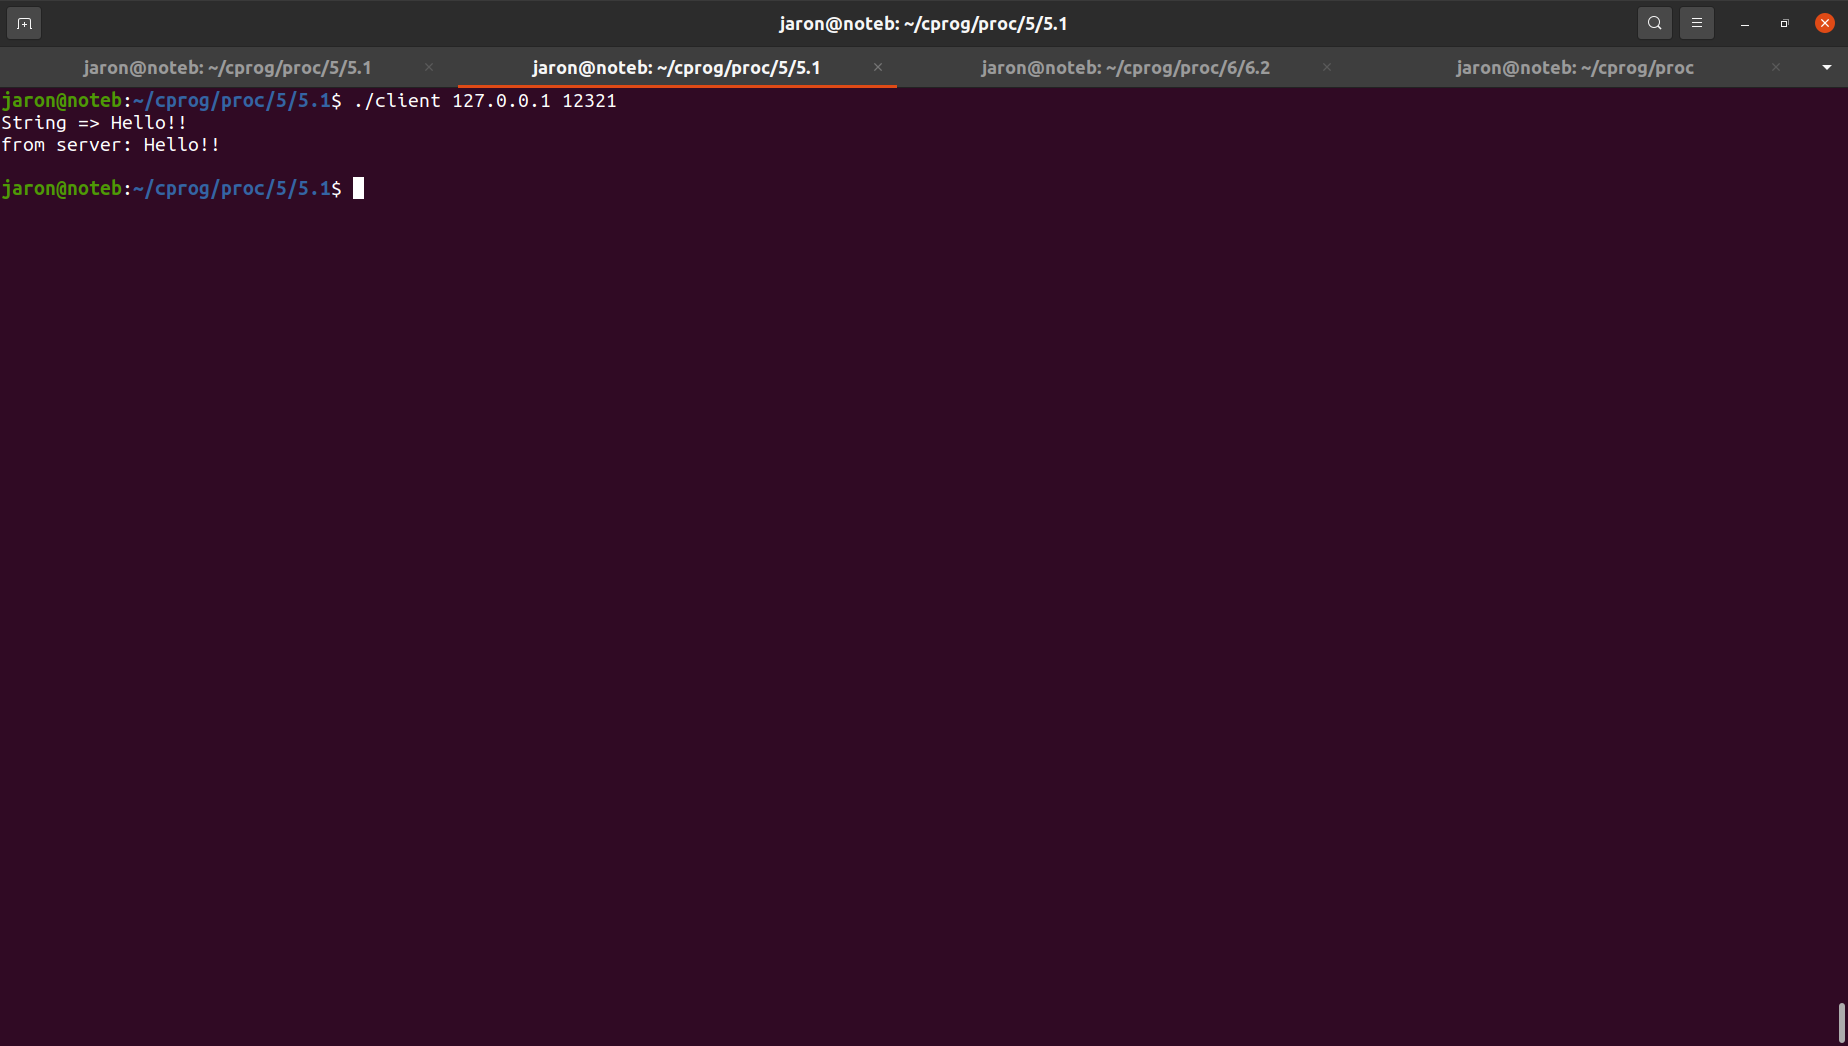 jaron@noteb: ~/cprog/proc/5/5.1
jaron@noteb: ~/cprog/proc/5/5.1 jaron@noteb: ~/cprog/proc/5/5.1 jaron@noteb: ~/cprog/proc/6/6.2 jaron@noteb: ~/cprog/proc
jaron@noteb:~/cprog/proc/5/5.1$ ./client 127.0.0.1 12321
String => Hello!!
from server: Hello!!
jaron@noteb:~/cprog/proc/5/5.1$